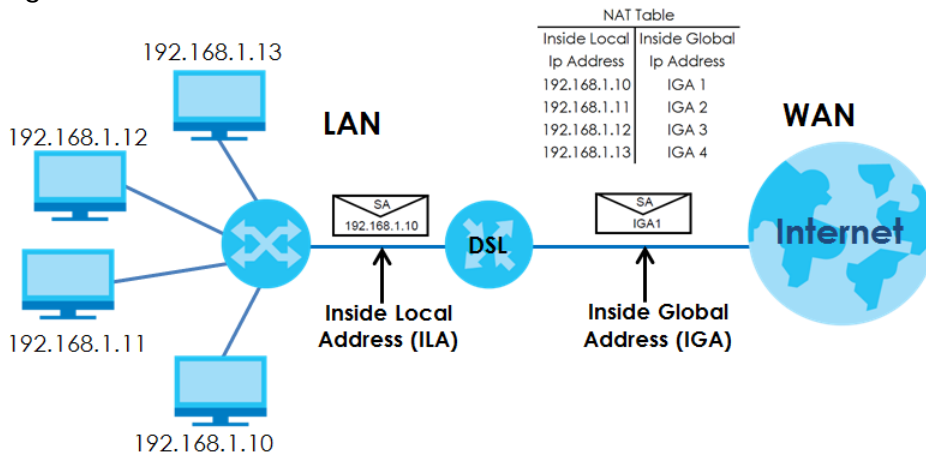 g
NAT Table
Inside Local Inside Global
Ip Address Ip Address
192.168.1.10 IGA 1
192.168.1.11 IGA 2
192.168.1.12 IGA 3
192.168.1.13 IGA 4
192.168.1.13
192.168.1.12
LAN
WAN
SA
192.168.1.10
DSL
SA
IGA1
Internet
Inside Local
Address (ILA)
Inside Global
Address (IGA)
192.168.1.11
192.168.1.10